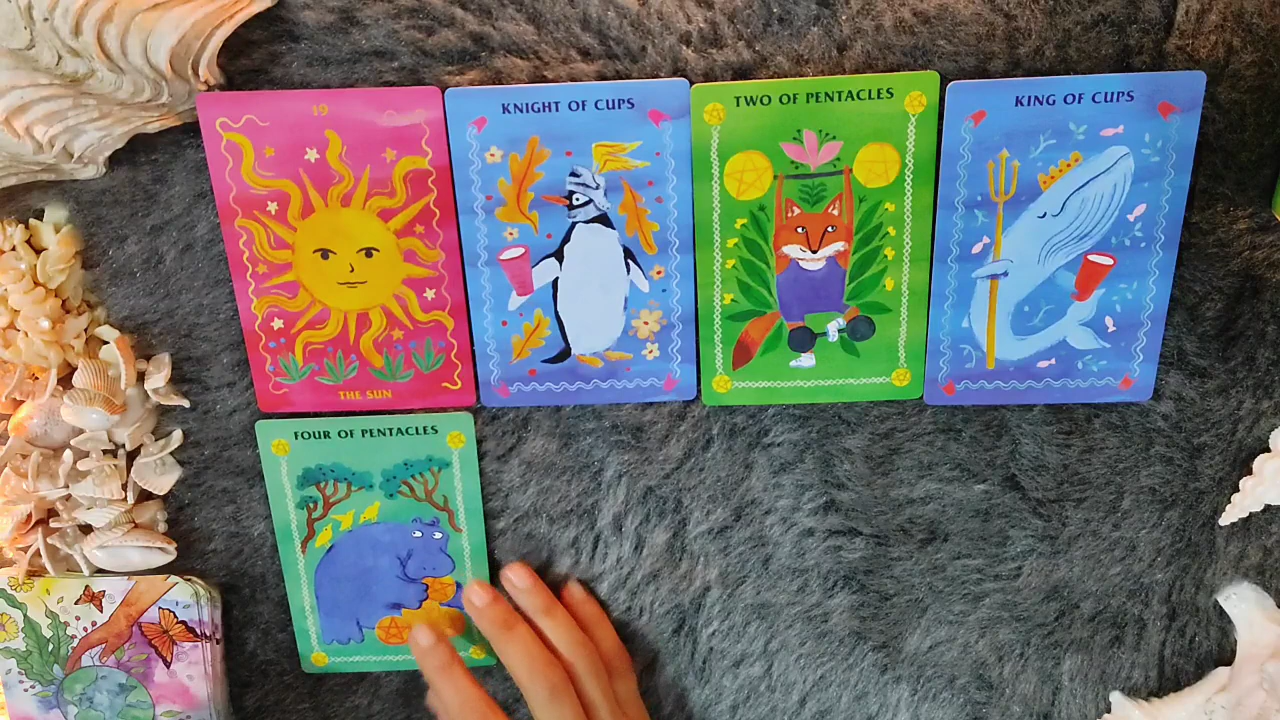 19
THE SUN
KNIGHT OF CUPS
TWO OF PENTACLES
KING OF CUPS
FOUR OF PENTACLES